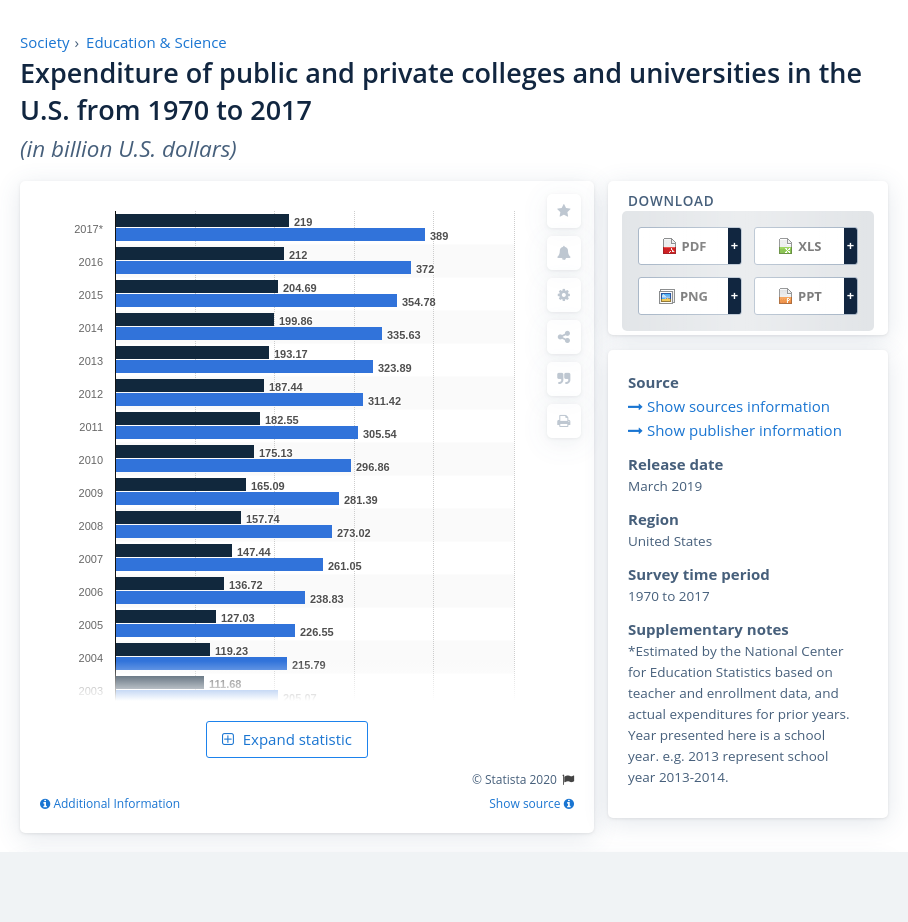 Society › Education & Science
Expenditure of public and private colleges and universities in the
U.S. from 1970 to 2017
(in billion U.S. dollars)
2017*
219
389
2016
212
372
2015
204.69
354.78
2014
199.86
335.63
2013
193.17
323.89
2012
187.44
311.42
2011
182.55
305.54
2010
175.13
296.86
2009
165.09
281.39
2008
157.74
273.02
2007
147.44
261.05
2006
136.72
238.83
2005
127.03
226.55
2004
119.23
215.79
2003
111.68
205.07
Expand statistic
© Statista 2020
Additional Information
Show source
DOWNLOAD
PDF +
XLS +
PNG +
PPT +
Source
Show sources information
Show publisher information
Release date
March 2019
Region
United States
Survey time period
1970 to 2017
Supplementary notes
*Estimated by the National Center
for Education Statistics based on
teacher and enrollment data, and
actual expenditures for prior years.
Year presented here is a school
year. e.g. 2013 represent school
year 2013-2014.